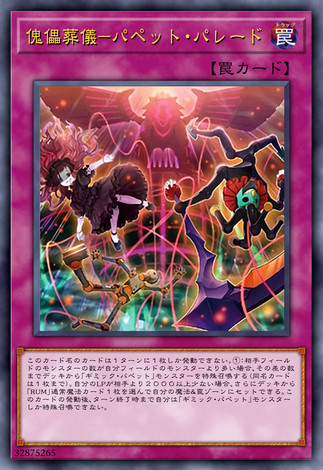 傀儡葬儀－パペット・パレード
トラップ
罠
【罠カード】
このカード名のカードは１ターンに１枚しか発動できない。①：相手フィール
ドのモンスターの数が自分フィールドのモンスターより多い場合、その差の数
までデッキから「ギミック・パペット」モンスターを特殊召喚する（同名カード
は１枚まで）。自分のLPが相手より２０００以上少ない場合、さらにデッキから
「RUM」通常魔法カード１枚を選んで自分の魔法&罠ゾーンにセットできる。こ
のカードの発動後、ターン終了時まで自分は「ギミック・パペット」モンスター
しか特殊召喚できない。
32875265